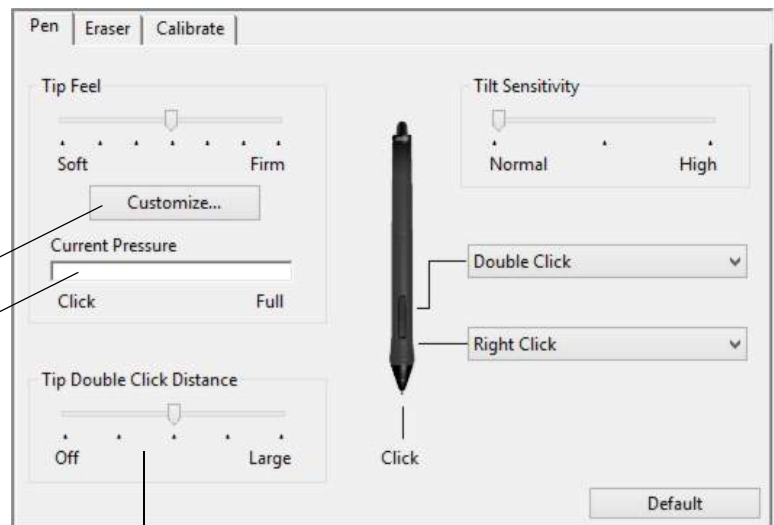 Pen Eraser Calibrate
Tip Feel
Soft Firm
Customize...
Current Pressure
Click Full
Tip Double Click Distance
Off Large
Click
Tilt Sensitivity
Normal High
Double Click
Right Click
Default